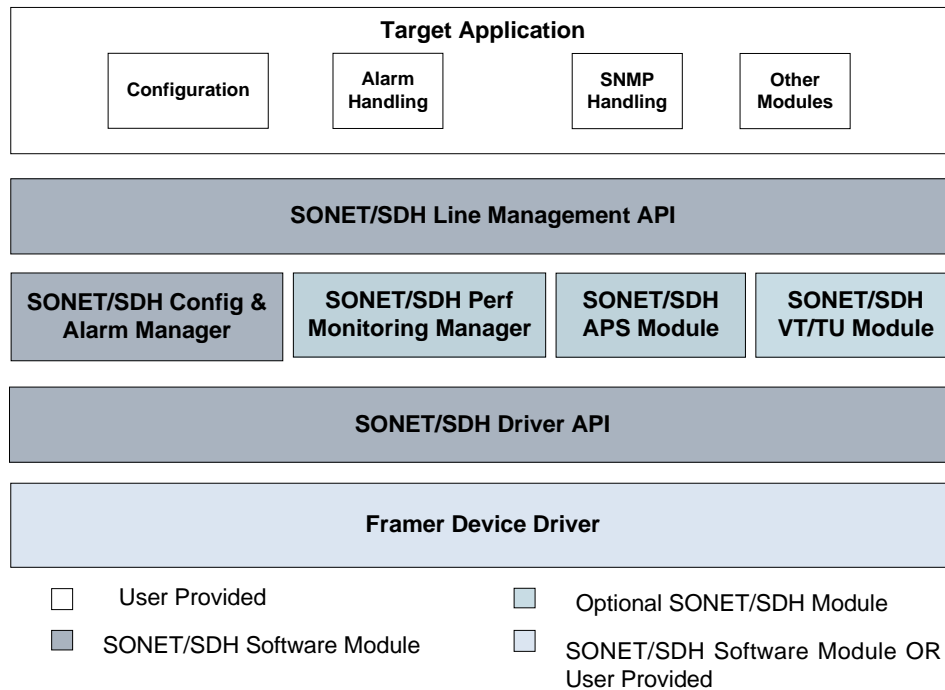 Target Application
Configuration
Alarm
Handling
SNMP
Handling
Other
Modules
SONET/SDH Line Management API
SONET/SDH Config &
Alarm Manager
SONET/SDH Perf
Monitoring Manager
SONET/SDH
APS Module
SONET/SDH
VT/TU Module
SONET/SDH Driver API
Framer Device Driver
User Provided
Optional SONET/SDH Module
SONET/SDH Software Module
SONET/SDH Software Module OR
User Provided